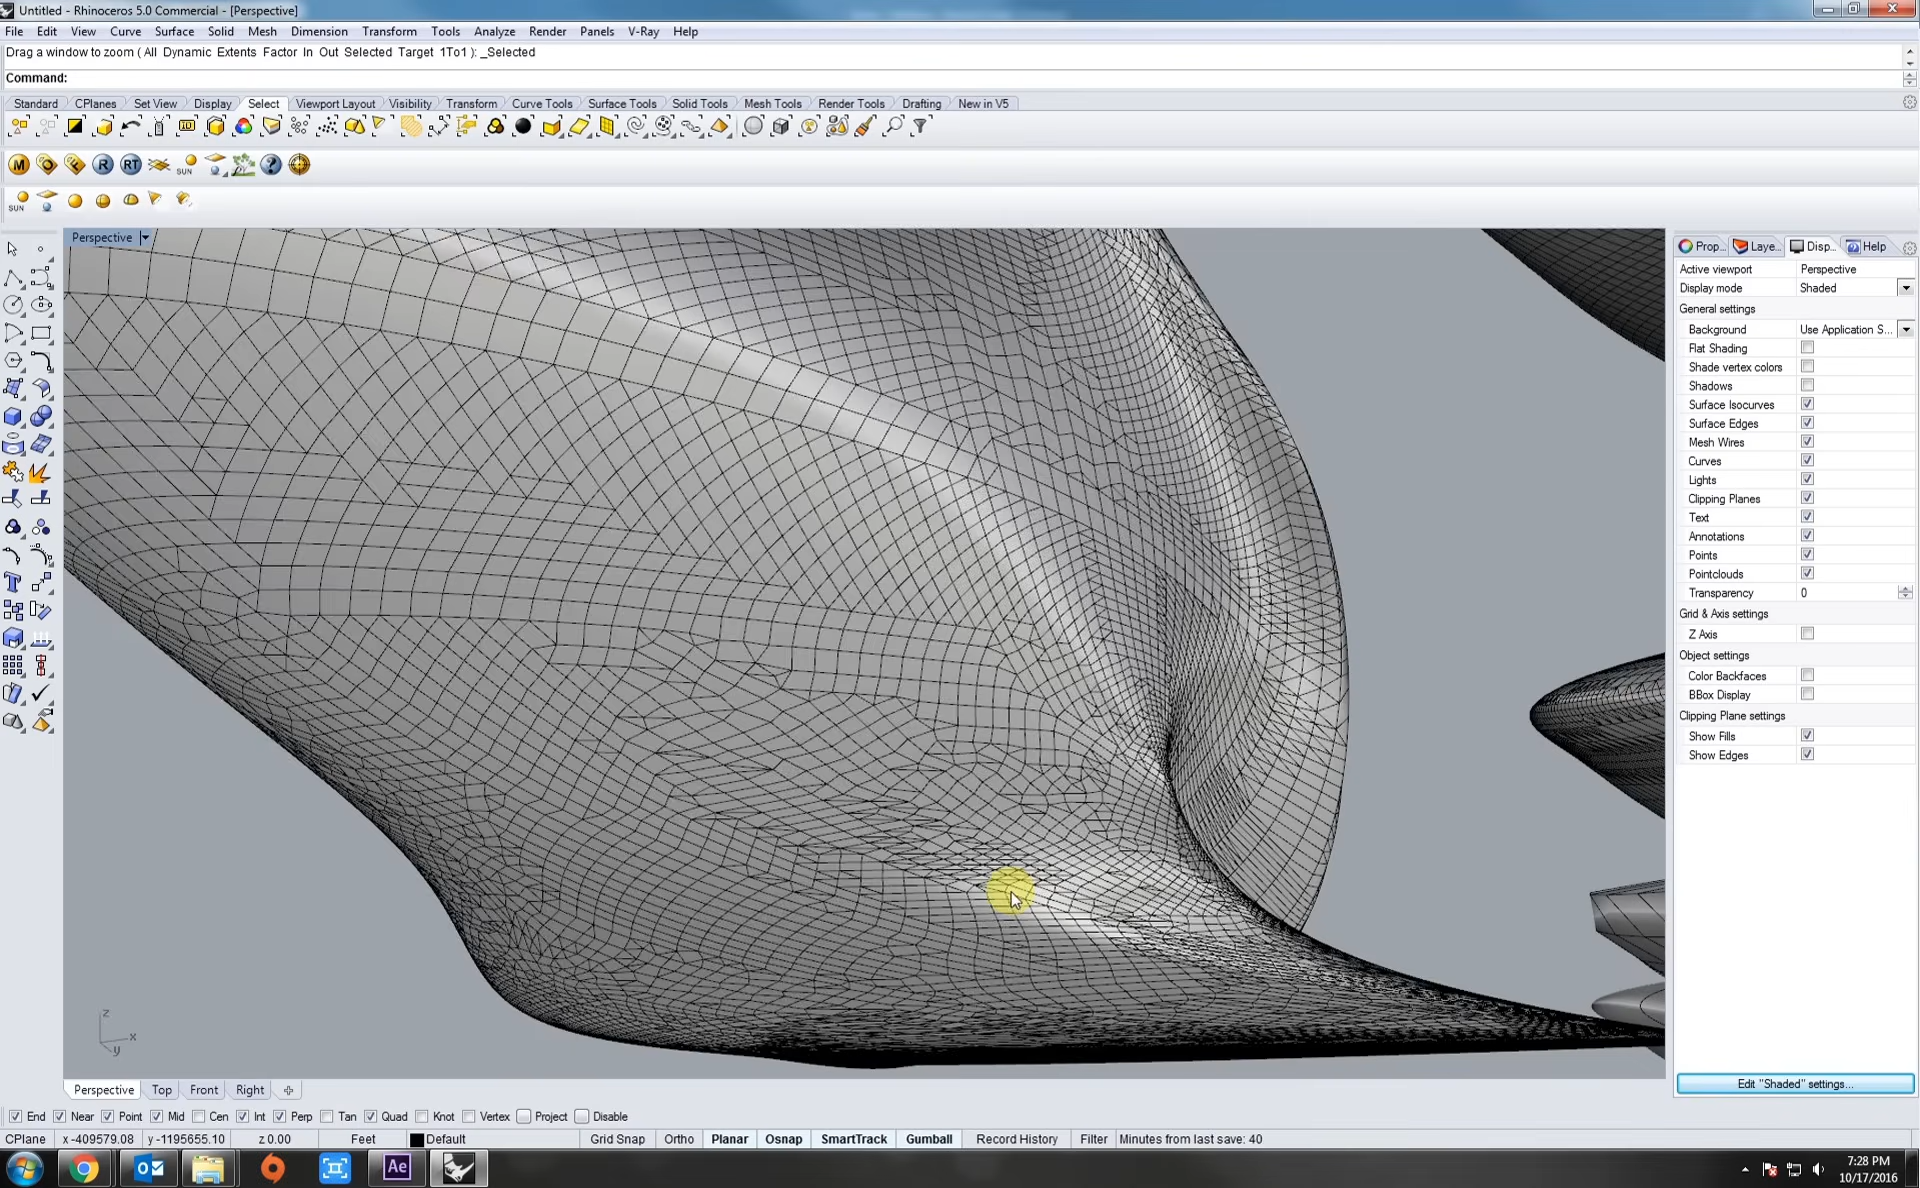 Untitled - Rhinoceros 5.0 Commercial - [Perspective]
File Edit View Curve Surface Solid Mesh Dimension Transform Tools Analyze Render Panels V-Ray Help
Drag a window to zoom ( All Dynamic Extents Factor In Out Selected Target 1To1 ): _Selected
Command:
Standard CPlanes Set View Display Select Viewport Layout Visibility Transform Curve Tools Surface Tools Solid Tools Mesh Tools Render Tools Drafting New in V5
M R RT SUN ?
SUN
Perspective
Prop... Laye... Disp... Help
Active viewport Perspective
Display mode Shaded
General settings
Background Use Application S...
Flat Shading
Shade vertex colors
Shadows
Surface Isocurves
Surface Edges
Mesh Wires
Curves
Lights
Clipping Planes
Text
Annotations
Points
Pointclouds
Transparency 0
Grid & Axis settings
Z Axis
Object settings
Color Backfaces
BBox Display
Clipping Plane settings
Show Fills
Show Edges
Edit "Shaded" settings...
z
x
y
Perspective Top Front Right
End Near Point Mid Cen Int Perp Tan Quad Knot Vertex Project Disable
CPlane x -409579.08 y -1195655.10 z 0.00 Feet Default Grid Snap Ortho Planar Osnap SmartTrack Gumball Record History Filter Minutes from last save: 40
Ae
7:28 PM
10/17/2016